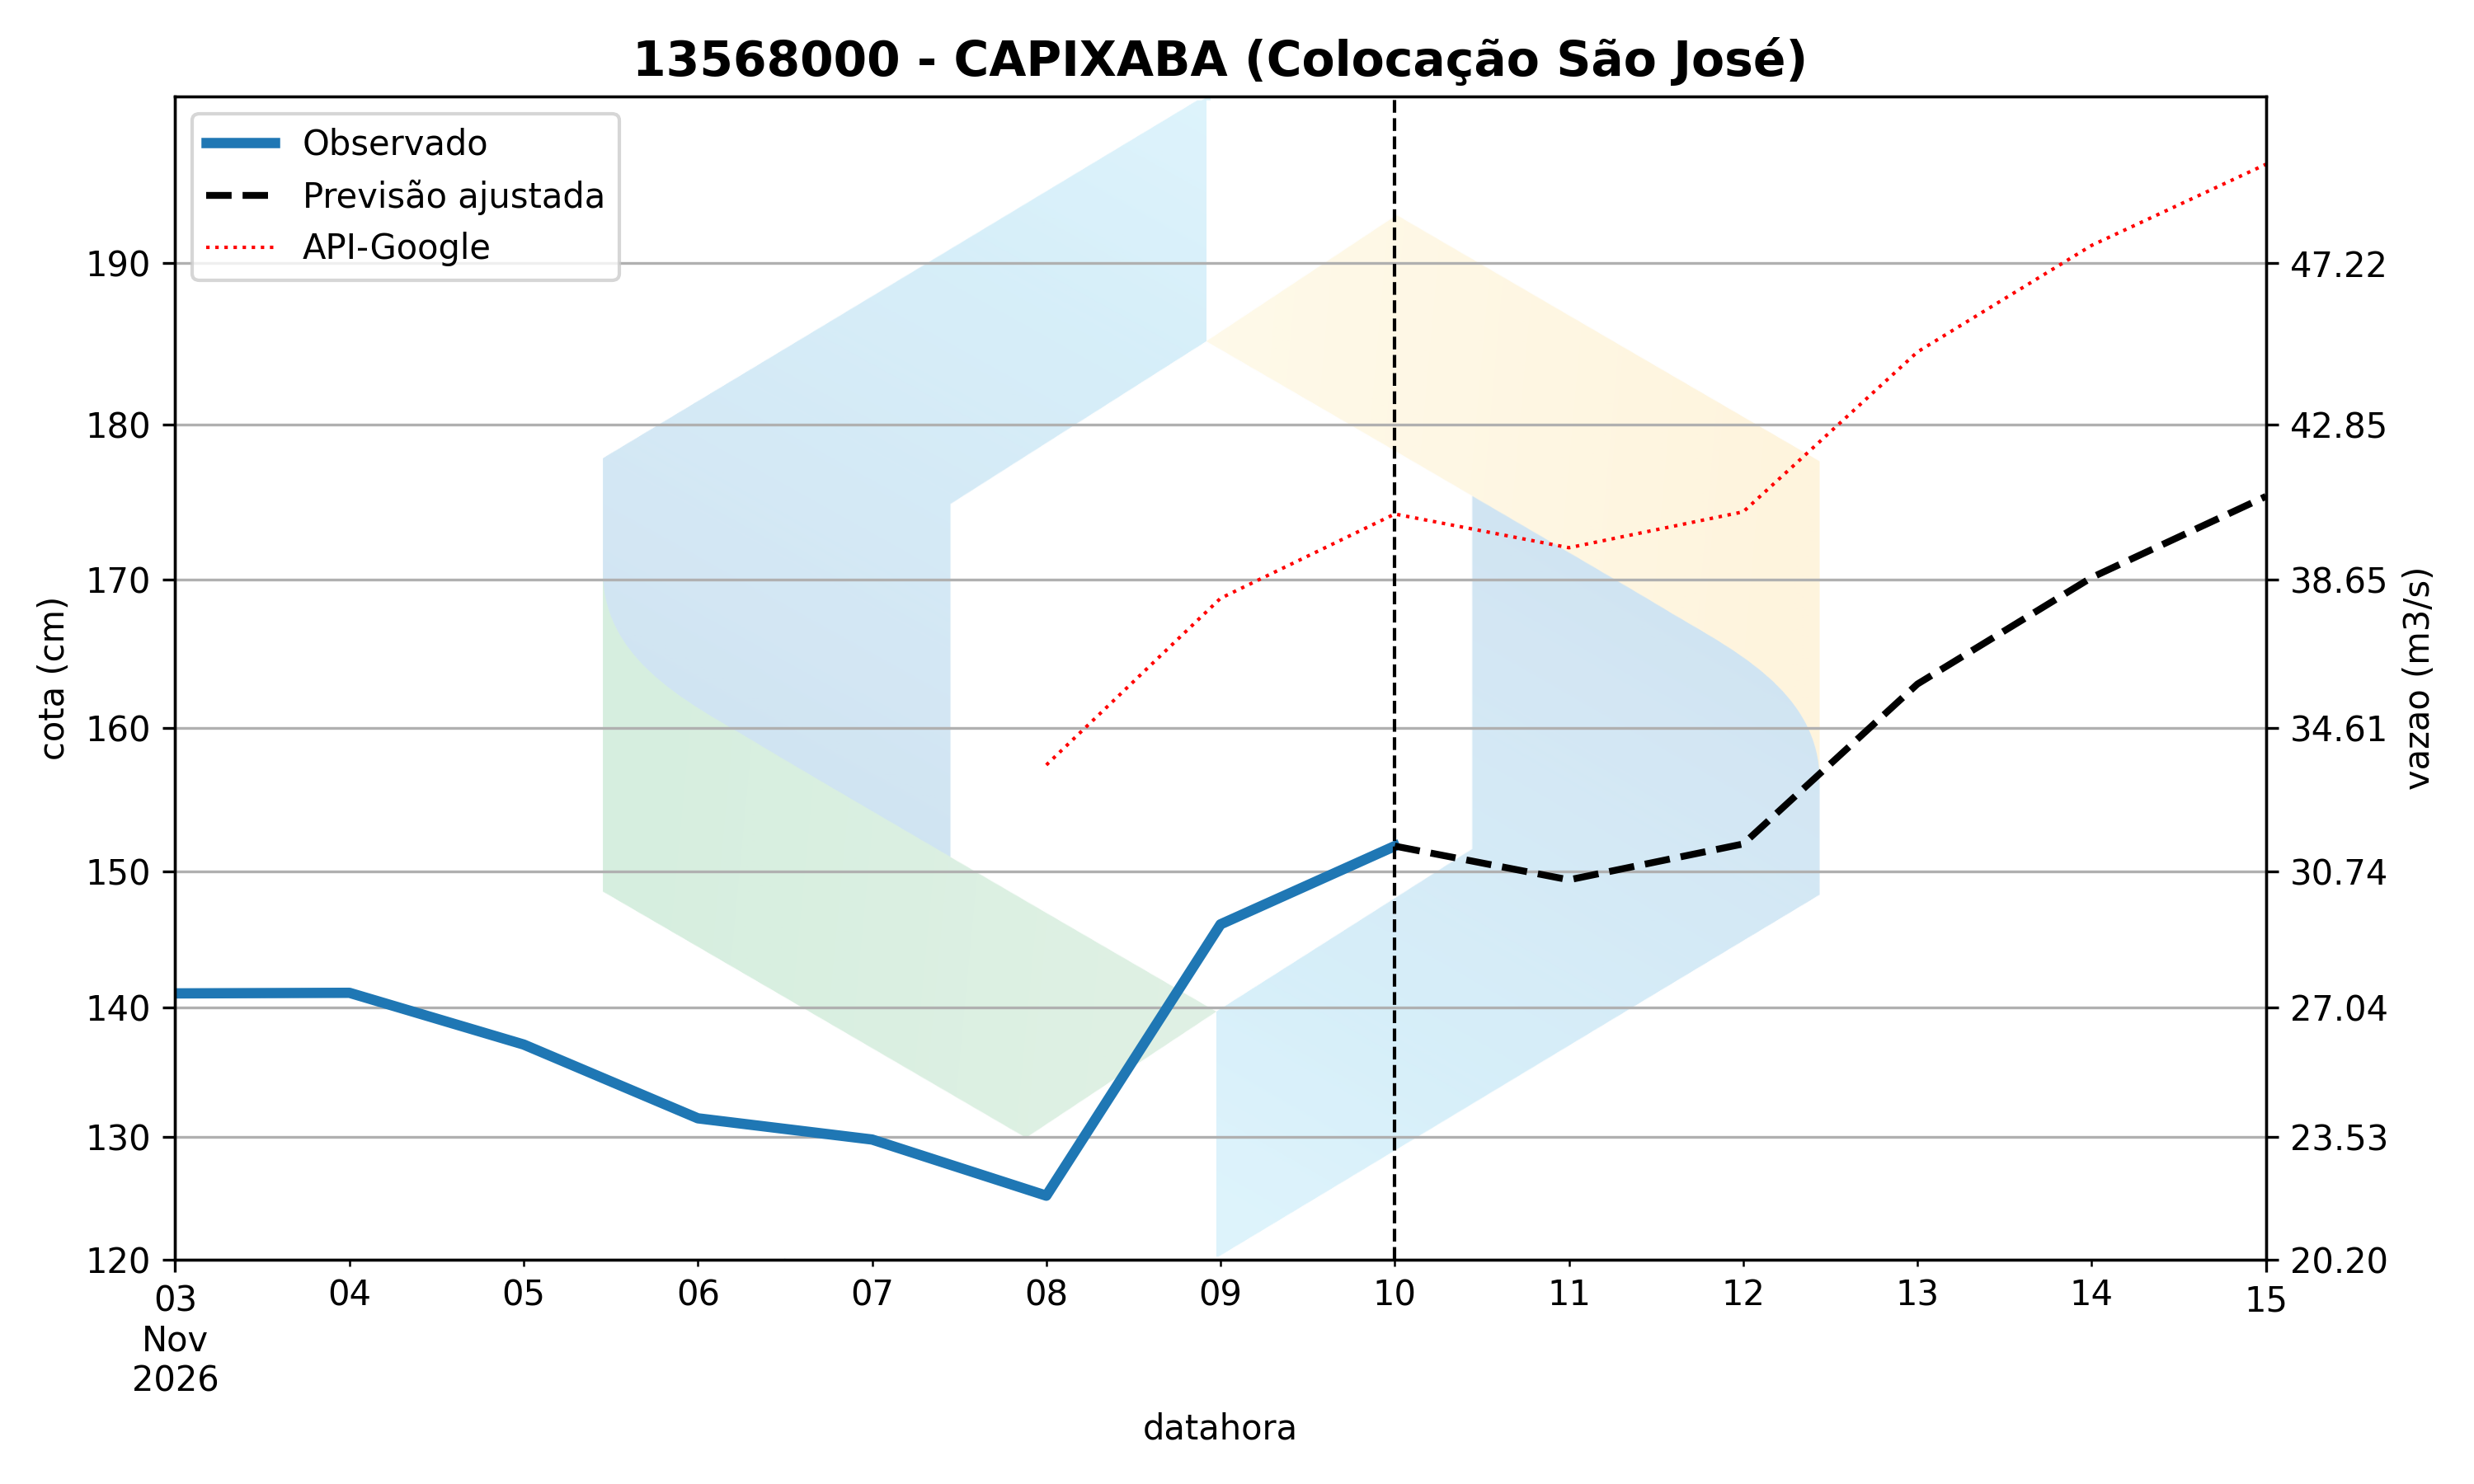 13568000 - CAPIXABA (Colocação São José)
Observado
Previsão ajustada
API-Google
cota (cm)
190
180
170
160
150
140
130
120
47.22
42.85
38.65
34.61
30.74
27.04
23.53
20.20
vazao (m3/s)
03 04 05 06 07 08 09 10 11 12 13 14 15
Nov
2026
datahora